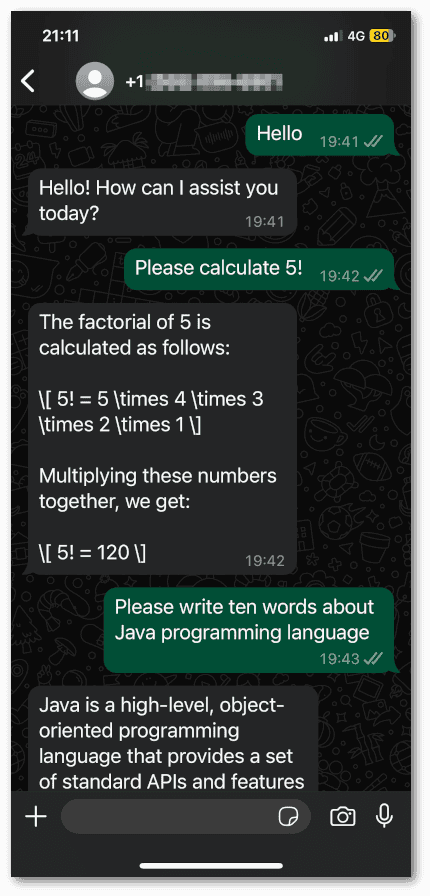 21:11
4G 80
+1
Hello
19:41
Hello! How can I assist you
today?
19:41
Please calculate 5!
19:42
The factorial of 5 is
calculated as follows:
\[ 5! = 5 \times 4 \times 3
\times 2 \times 1 \]
Multiplying these numbers
together, we get:
\[ 5! = 120 \]
19:42
Please write ten words about
Java programming language
19:43
Java is a high-level, object-
oriented programming
language that provides a set
of standard APIs and features